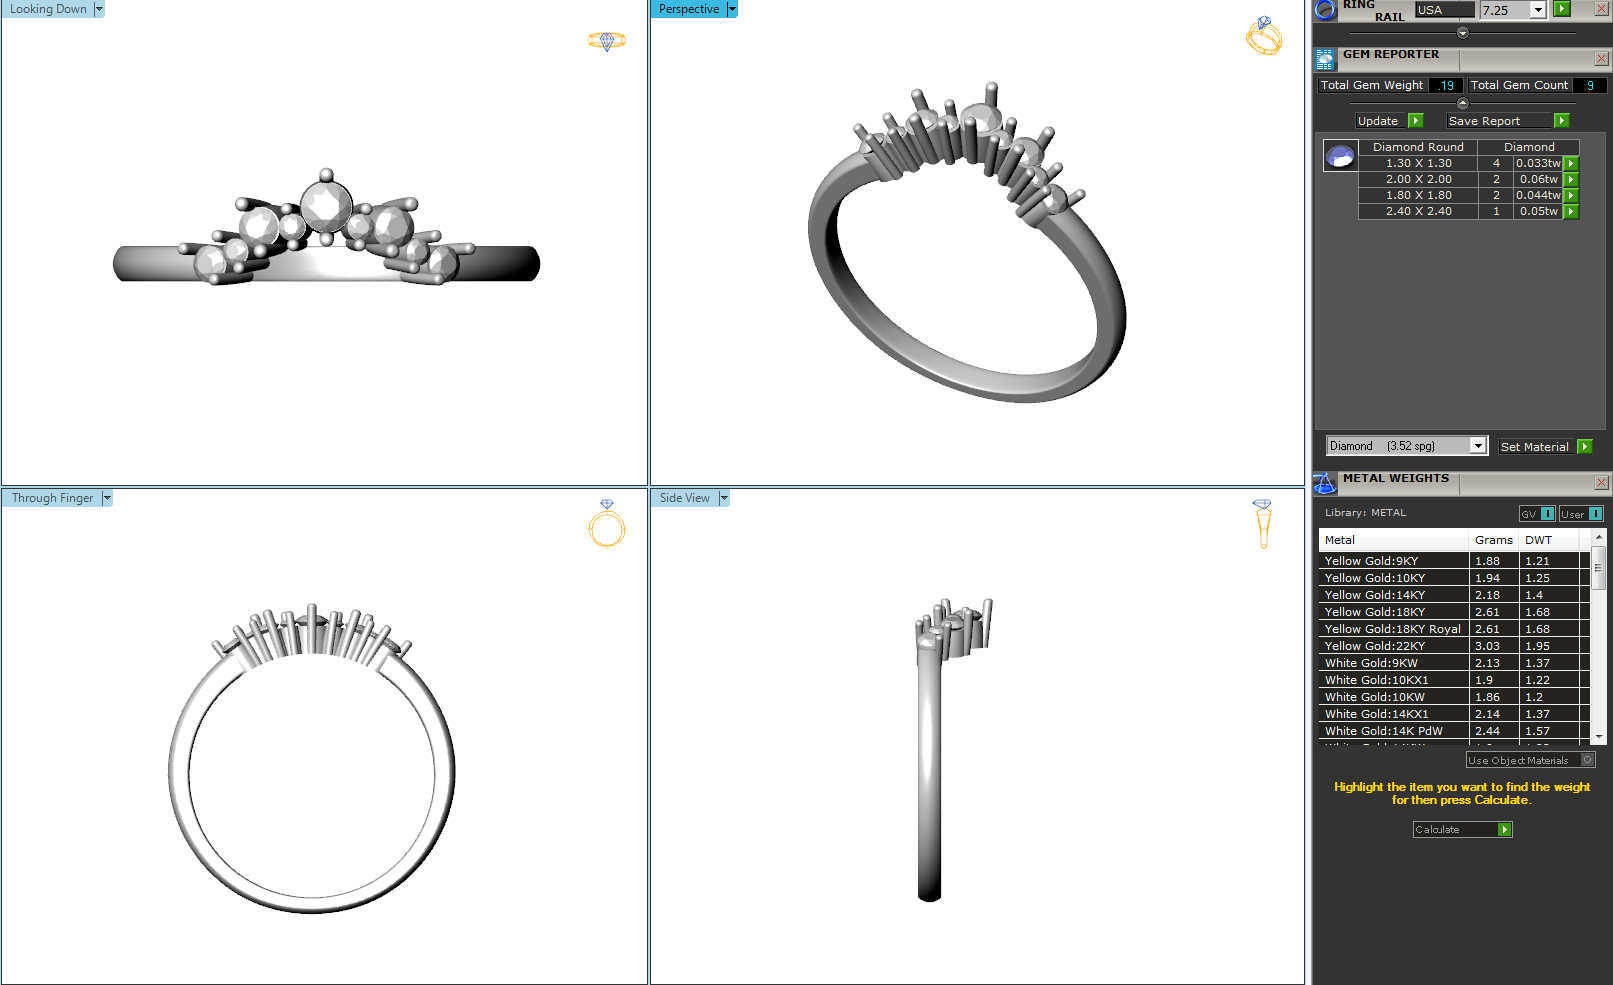 Looking Down
Perspective
Through Finger
Side View
RING
RAIL
USA
7.25
GEM REPORTER
Total Gem Weight .19 Total Gem Count 9
Update Save Report
Diamond Round Diamond
1.30 X 1.30 4 0.033tw
2.00 X 2.00 2 0.06tw
1.80 X 1.80 2 0.044tw
2.40 X 2.40 1 0.05tw
Diamond (3.52 spg) Set Material
METAL WEIGHTS
Library: METAL GV User
Metal Grams DWT
Yellow Gold:9KY 1.88 1.21
Yellow Gold:10KY 1.94 1.25
Yellow Gold:14KY 2.18 1.4
Yellow Gold:18KY 2.61 1.68
Yellow Gold:18KY Royal 2.61 1.68
Yellow Gold:22KY 3.03 1.95
White Gold:9KW 2.13 1.37
White Gold:10KX1 1.9 1.22
White Gold:10KW 1.86 1.2
White Gold:14KX1 2.14 1.37
White Gold:14K PdW 2.44 1.57
Use Object Materials
Highlight the item you want to find the weight
for then press Calculate.
Calculate